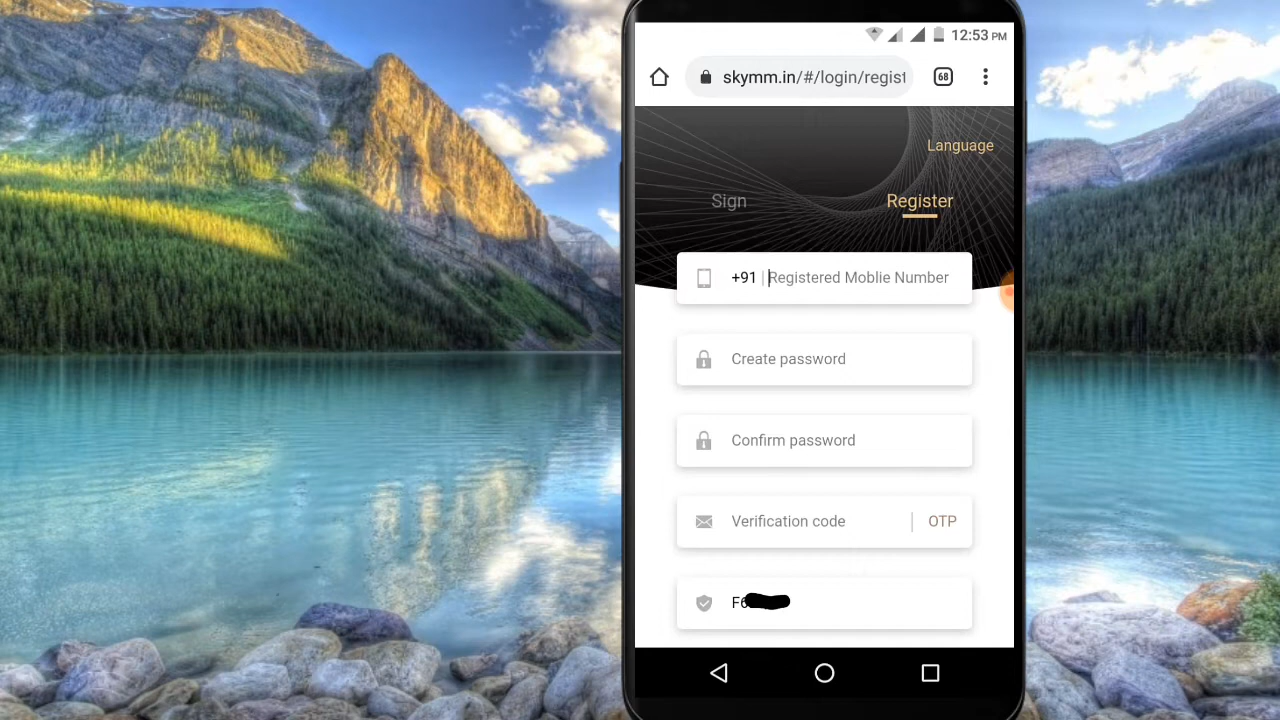 12:53 PM
skymm.in/#/login/regist
68
Language
Sign
Register
+91
Registered Moblie Number
Create password
Confirm password
Verification code
OTP
F6